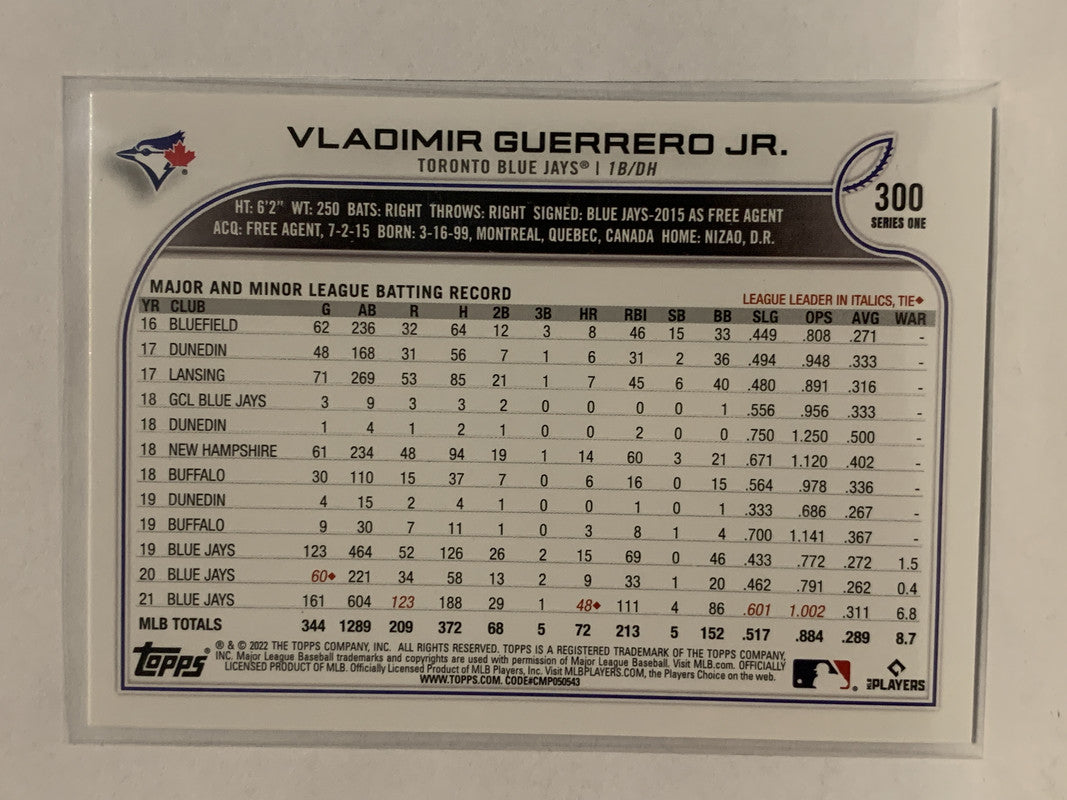 VLADIMIR GUERRERO JR.
TORONTO BLUE JAYS® | 1B/DH
300
SERIES ONE
HT: 6'2" WT: 250 BATS: RIGHT THROWS: RIGHT SIGNED: BLUE JAYS-2015 AS FREE AGENT
ACQ: FREE AGENT, 7-2-15 BORN: 3-16-99, MONTREAL, QUEBEC, CANADA HOME: NIZAO, D.R.
MAJOR AND MINOR LEAGUE BATTING RECORD
LEAGUE LEADER IN ITALICS, TIE◆
YR CLUB G AB R H 2B 3B HR RBI SB BB SLG OPS AVG WAR
16 BLUEFIELD 62 236 32 64 12 3 8 46 15 33 .449 .808 .271 -
17 DUNEDIN 48 168 31 56 7 1 6 31 2 36 .494 .948 .333 -
17 LANSING 71 269 53 85 21 1 7 45 6 40 .480 .891 .316 -
18 GCL BLUE JAYS 3 9 3 3 2 0 0 0 0 1 .556 .956 .333 -
18 DUNEDIN 1 4 1 2 1 0 0 2 0 0 .750 1.250 .500 -
18 NEW HAMPSHIRE 61 234 48 94 19 1 14 60 3 21 .671 1.120 .402 -
18 BUFFALO 30 110 15 37 7 0 6 16 0 15 .564 .978 .336 -
19 DUNEDIN 4 15 2 4 1 0 0 1 0 1 .333 .686 .267 -
19 BUFFALO 9 30 7 11 1 0 3 8 1 4 .700 1.141 .367 -
19 BLUE JAYS 123 464 52 126 26 2 15 69 0 46 .433 .772 .272 1.5
20 BLUE JAYS 60◆ 221 34 58 13 2 9 33 1 20 .462 .791 .262 0.4
21 BLUE JAYS 161 604 123 188 29 1 48◆ 111 4 86 .601 1.002 .311 6.8
MLB TOTALS 344 1289 209 372 68 5 72 213 5 152 .517 .884 .289 8.7
Topps®
® & © 2022 THE TOPPS COMPANY, INC. ALL RIGHTS RESERVED. TOPPS IS A REGISTERED TRADEMARK OF THE TOPPS COMPANY,
INC. Major League Baseball trademarks and copyrights are used with permission of Major League Baseball. Visit MLB.com. OFFICIALLY
LICENSED PRODUCT OF MLB. Officially Licensed Product of MLB Players, Inc. Visit MLBPLAYERS.COM, the Players Choice on the web.
WWW.TOPPS.COM. CODE#CMP050543
MLB PLAYERS